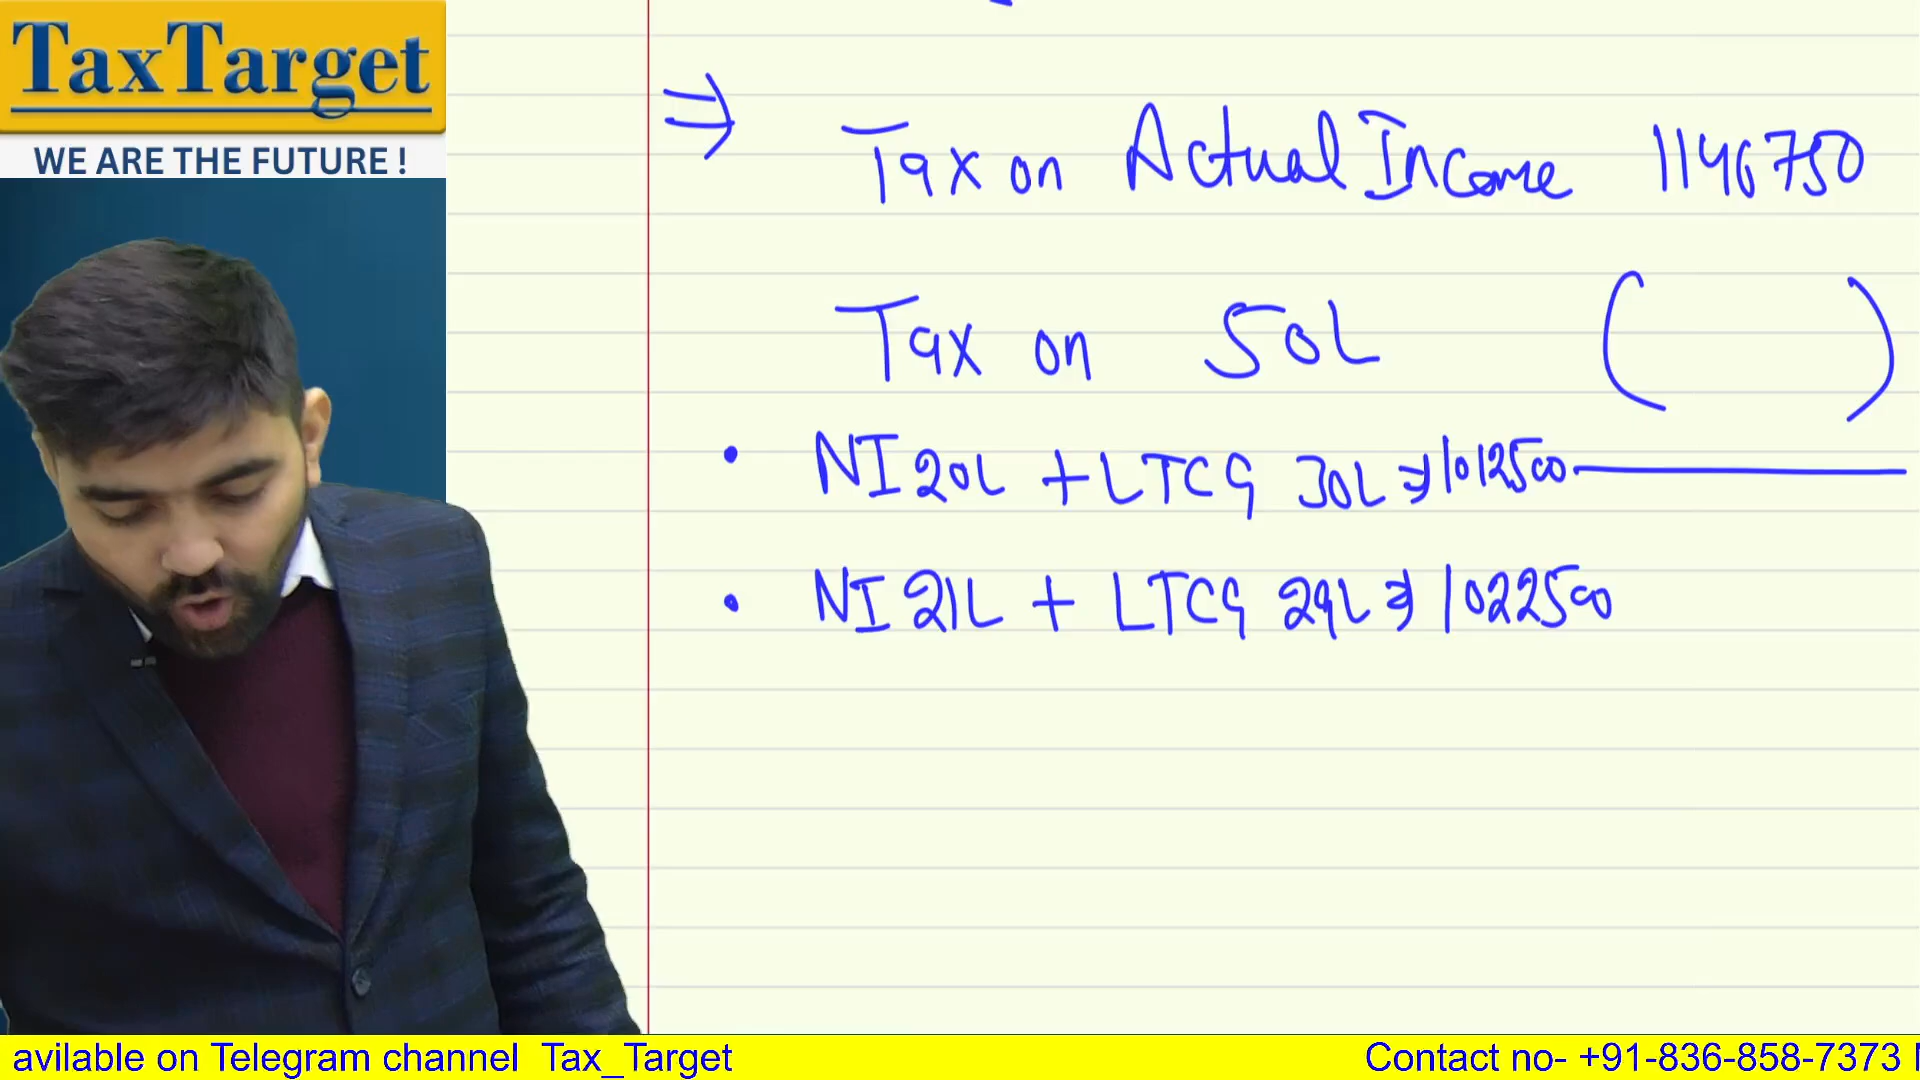 TaxTarget
WE ARE THE FUTURE !
⇒ Tax on Actual Income 1146750
Tax on 50L ( )
• NI 20L + LTCG 30L ⇒ 1012500
• NI 21L + LTCG 29L ⇒ 1022500
avilable on Telegram channel Tax_Target
Contact no- +91-836-858-7373